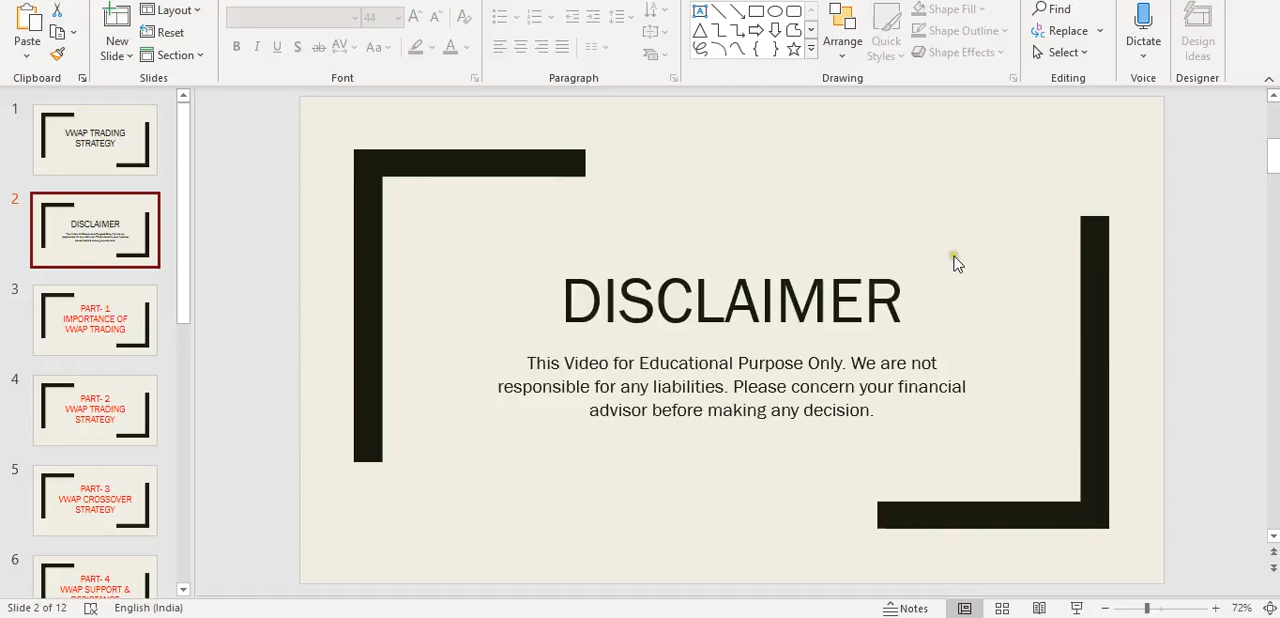 Paste
Clipboard
New
Slide
Layout
Reset
Section
Slides
44
B I U S ab AV Aa A
Font
Paragraph
Arrange
Quick
Styles
Shape Fill
Shape Outline
Shape Effects
Drawing
Find
Replace
Select
Editing
Dictate
Voice
Design
Ideas
Designer
1
VWAP TRADING
STRATEGY
2
DISCLAIMER
3
PART- 1
IMPORTANCE OF
VWAP TRADING
4
PART- 2
VWAP TRADING
STRATEGY
5
PART- 3
VWAP CROSSOVER
STRATEGY
6
PART- 4
VWAP SUPPORT &
DISCLAIMER
This Video for Educational Purpose Only. We are not
responsible for any liabilities. Please concern your financial
advisor before making any decision.
Slide 2 of 12
English (India)
Notes
72%